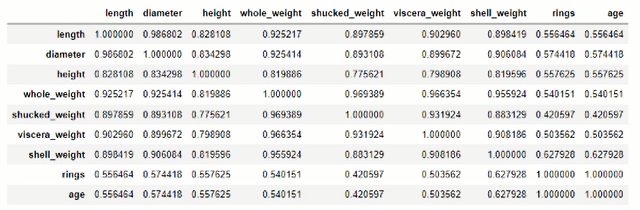 length diameter height whole_weight shucked_weight viscera_weight shell_weight rings age
length 1.000000 0.986802 0.828108 0.925217 0.897859 0.902960 0.898419 0.556464 0.556464
diameter 0.986802 1.000000 0.834298 0.925414 0.893108 0.899672 0.906084 0.574418 0.574418
height 0.828108 0.834298 1.000000 0.819886 0.775621 0.798908 0.819596 0.557625 0.557625
whole_weight 0.925217 0.925414 0.819886 1.000000 0.969389 0.966354 0.955924 0.540151 0.540151
shucked_weight 0.897859 0.893108 0.775621 0.969389 1.000000 0.931924 0.883129 0.420597 0.420597
viscera_weight 0.902960 0.899672 0.798908 0.966354 0.931924 1.000000 0.908186 0.503562 0.503562
shell_weight 0.898419 0.906084 0.819596 0.955924 0.883129 0.908186 1.000000 0.627928 0.627928
rings 0.556464 0.574418 0.557625 0.540151 0.420597 0.503562 0.627928 1.000000 1.000000
age 0.556464 0.574418 0.557625 0.540151 0.420597 0.503562 0.627928 1.000000 1.000000